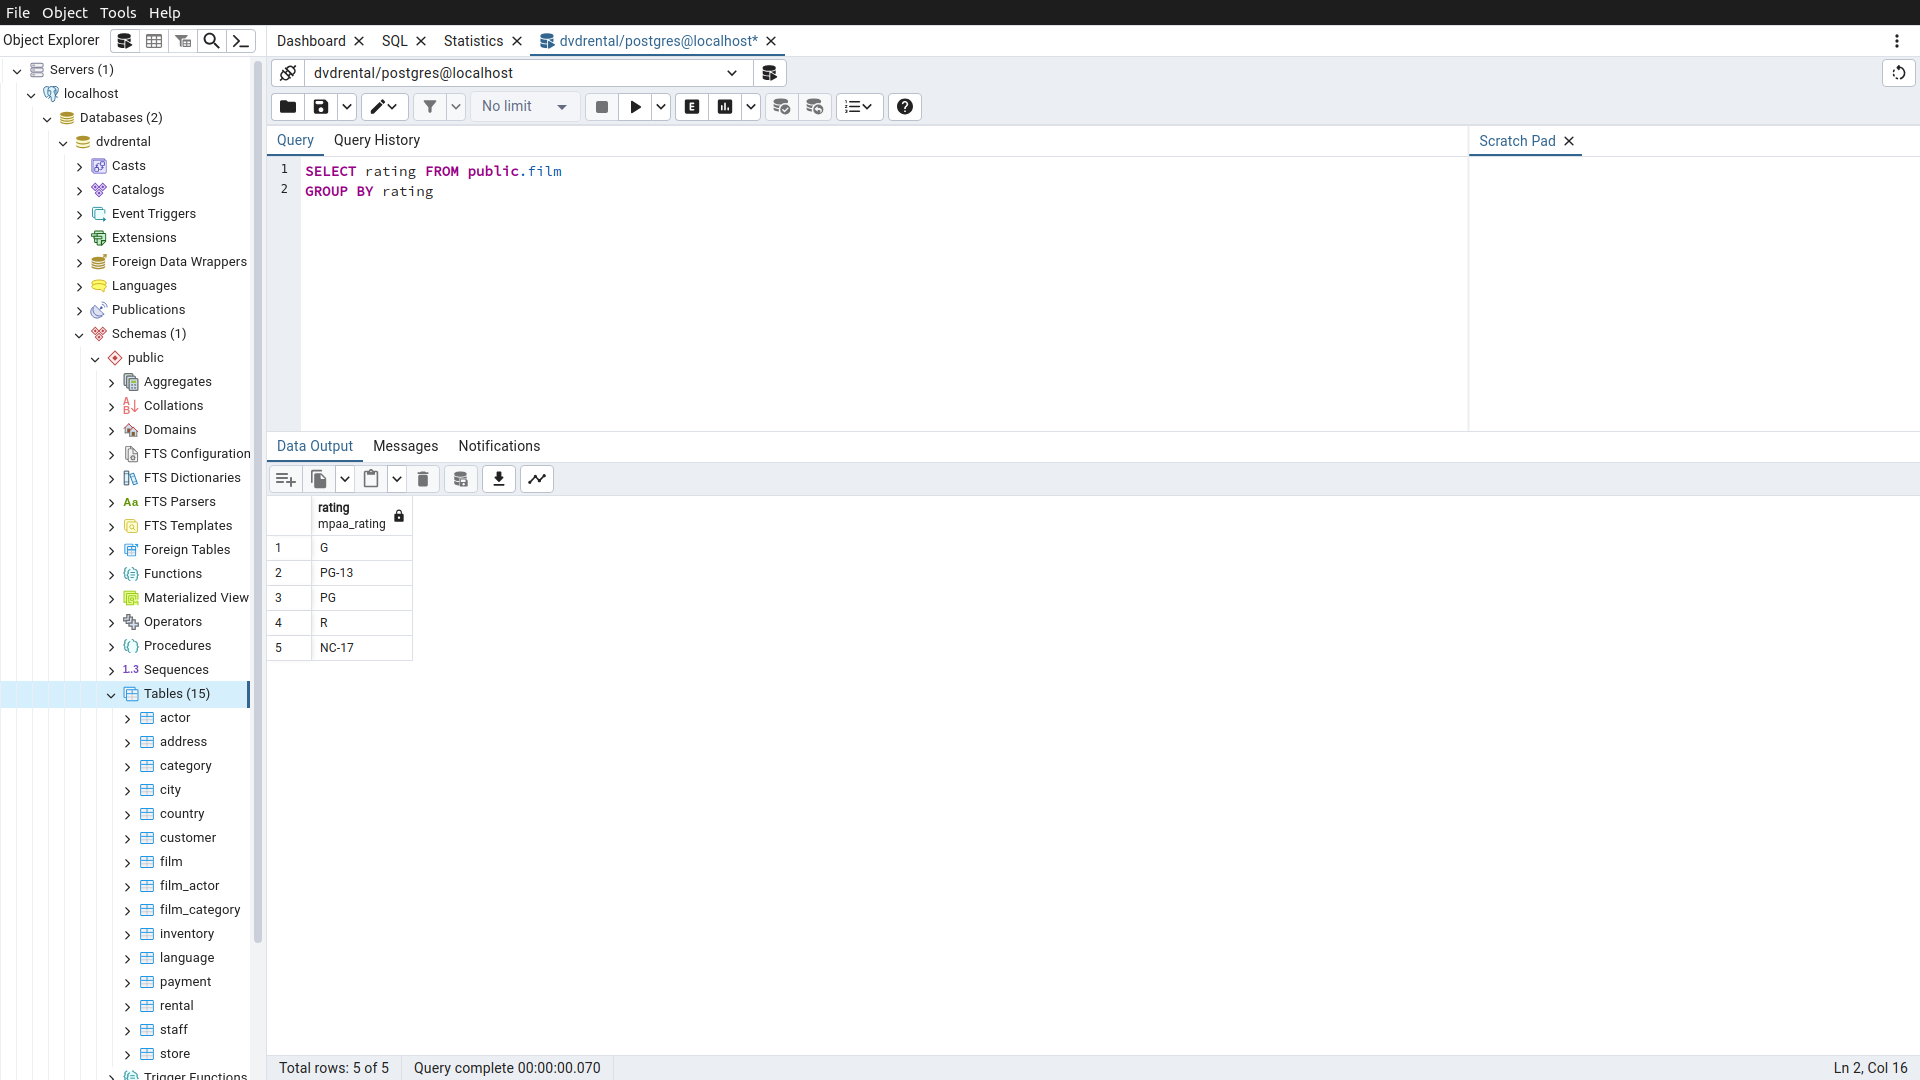 File Object Tools Help
Object Explorer
Dashboard SQL Statistics dvdrental/postgres@localhost*
Servers (1)
localhost
Databases (2)
dvdrental
Casts
Catalogs
Event Triggers
Extensions
Foreign Data Wrappers
Languages
Publications
Schemas (1)
public
Aggregates
Collations
Domains
FTS Configuration
FTS Dictionaries
FTS Parsers
FTS Templates
Foreign Tables
Functions
Materialized View
Operators
Procedures
1..3 Sequences
Tables (15)
actor
address
category
city
country
customer
film
film_actor
film_category
inventory
language
payment
rental
staff
store
Trigger Functions
dvdrental/postgres@localhost
No limit
E
Query Query History
Scratch Pad
1 SELECT rating FROM public.film
2 GROUP BY rating
Data Output Messages Notifications
rating
mpaa_rating
1 G
2 PG-13
3 PG
4 R
5 NC-17
Total rows: 5 of 5 Query complete 00:00:00.070 Ln 2, Col 16